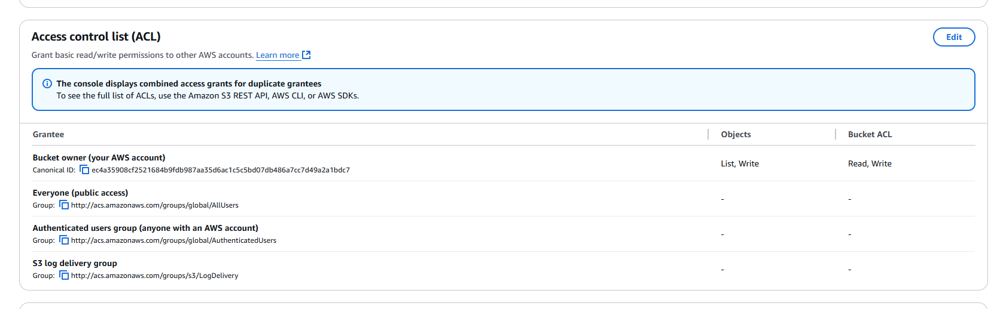 Access control list (ACL)
Edit
Grant basic read/write permissions to other AWS accounts. Learn more
The console displays combined access grants for duplicate grantees
To see the full list of ACLs, use the Amazon S3 REST API, AWS CLI, or AWS SDKs.
Grantee Objects Bucket ACL
Bucket owner (your AWS account)
Canonical ID: ec4a35908cf2521684b9fdb987aa35d6ac1c5c5bd07db486a7cc7d49a2a1bdc7
List, Write Read, Write
Everyone (public access)
Group: http://acs.amazonaws.com/groups/global/AllUsers
- -
Authenticated users group (anyone with an AWS account)
Group: http://acs.amazonaws.com/groups/global/AuthenticatedUsers
- -
S3 log delivery group
Group: http://acs.amazonaws.com/groups/s3/LogDelivery
- -